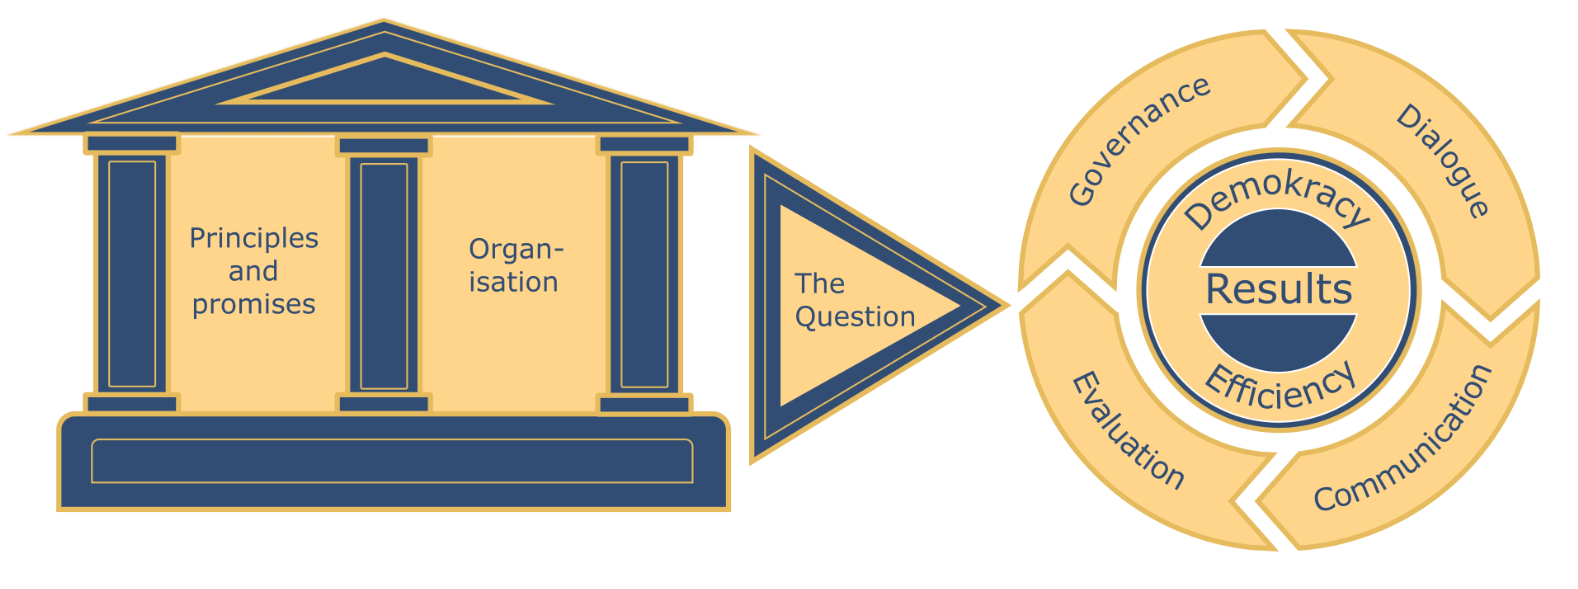 Principles
and
promises
Organ-
isation
The
Question
Governance
Dialogue
Communication
Evaluation
Demokracy
Results
Efficiency